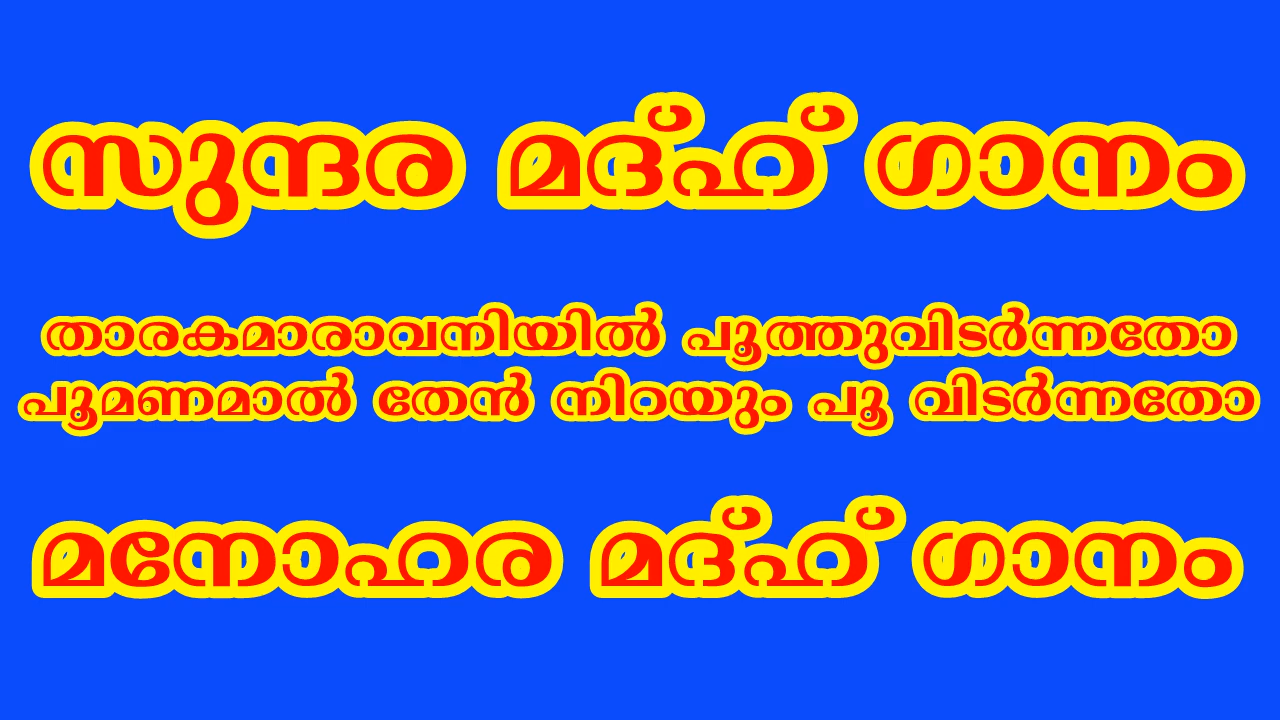 സുന്ദര മദ്ഹ് ഗാനം
താരകമാരാവനിയിൽ പൂത്തുവിടർന്നതോ
പൂമണമാൽ തേൻ നിറയും പൂ വിടർന്നതോ
മനോഹര മദ്ഹ് ഗാനം